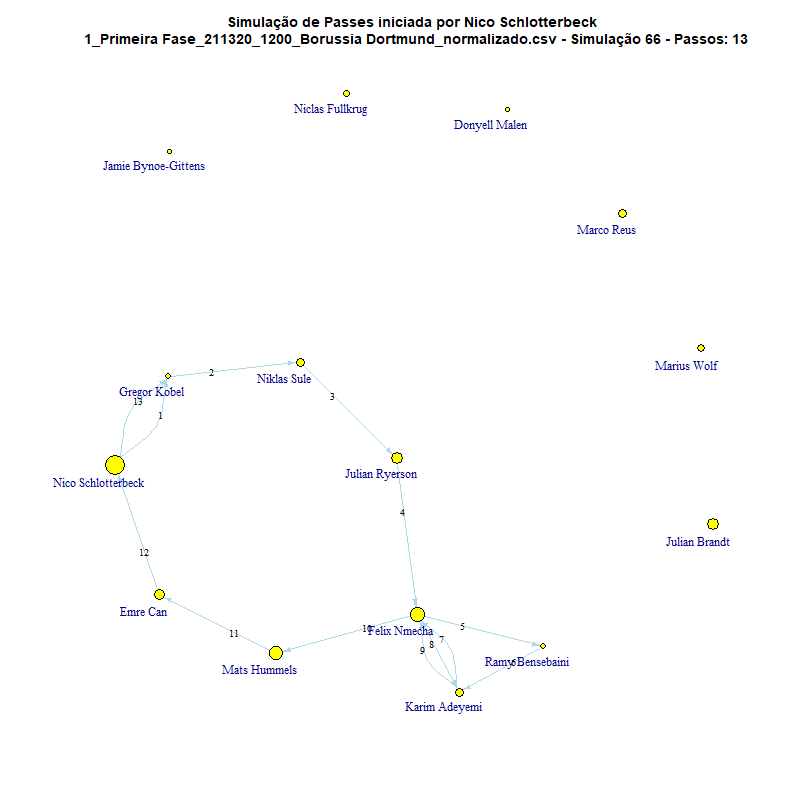 Simulação de Passes iniciada por Nico Schlotterbeck
1_Primeira Fase_211320_1200_Borussia Dortmund_normalizado.csv - Simulação 66 - Passos: 13
Niclas Fullkrug
Donyell Malen
Jamie Bynoe-Gittens
Marco Reus
Marius Wolf
2
Niklas Sule
Gregor Kobel
3
13
1
Julian Ryerson
Nico Schlotterbeck
4
Julian Brandt
12
Emre Can
10
Felix Nmecha
5
11
7
8
9
Ramy Bensebaini
6
Mats Hummels
Karim Adeyemi